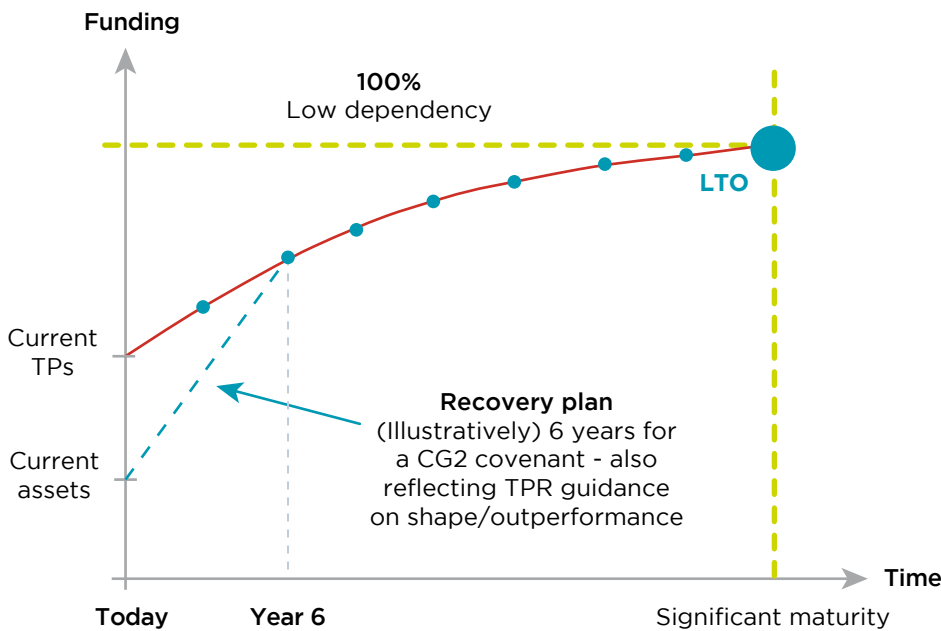 Funding
100%
Low dependency
LTO
Current
TPs
Recovery plan
(Illustratively) 6 years for
a CG2 covenant - also
reflecting TPR guidance
on shape/outperformance
Current
assets
Time
Today
Year 6
Significant maturity